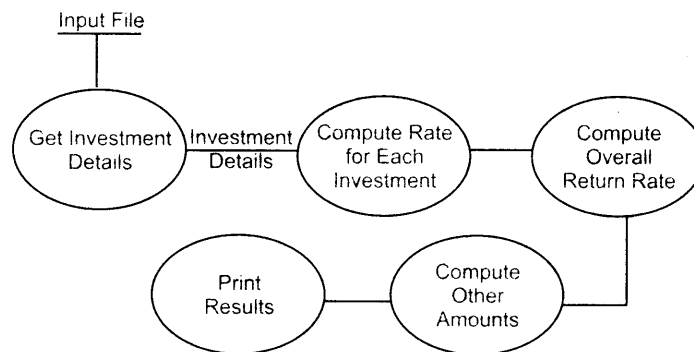 Input File
Get Investment
Details
Investment
Details
Compute Rate
for Each
Investment
Compute
Overall
Return Rate
Print
Results
Compute
Other
Amounts